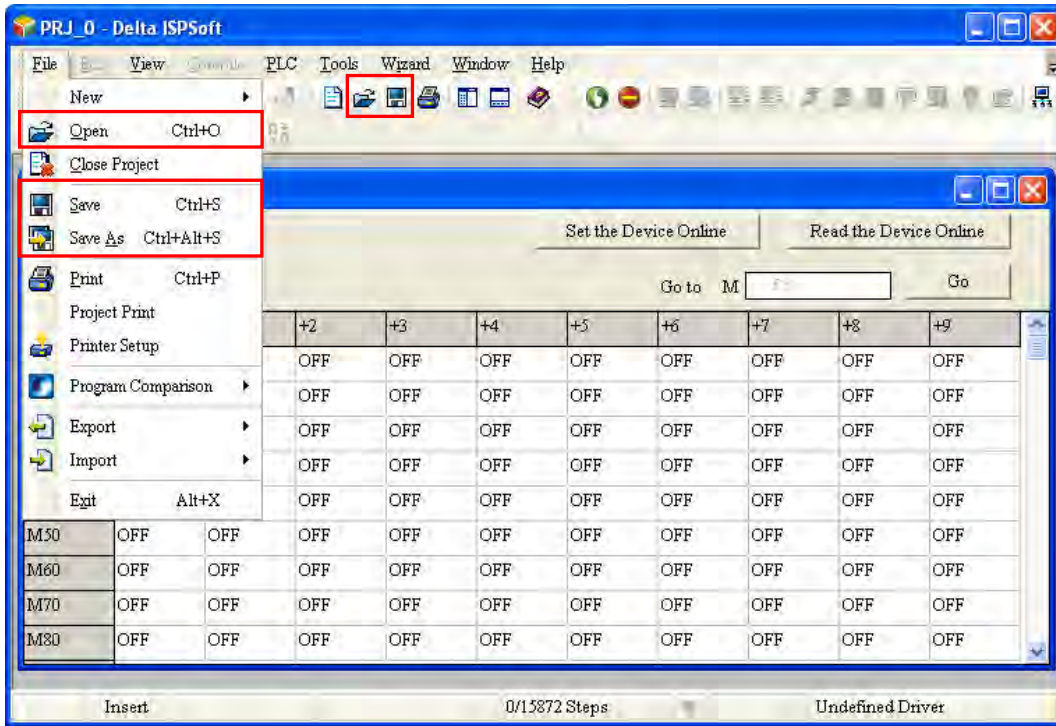 PRJ_0 - Delta ISPSoft
File View PLC Tools Wizard Window Help
New
Open Ctrl+O
Close Project
Save Ctrl+S
Save As Ctrl+Alt+S
Print Ctrl+P
Project Print
Printer Setup
Program Comparison
Export
Import
Exit Alt+X
Set the Device Online Read the Device Online
Go to M Go
+2 +3 +4 +5 +6 +7 +8 +9
OFF OFF OFF OFF OFF OFF OFF OFF
OFF OFF OFF OFF OFF OFF OFF OFF
OFF OFF OFF OFF OFF OFF OFF OFF
OFF OFF OFF OFF OFF OFF OFF OFF
OFF OFF OFF OFF OFF OFF OFF OFF
M50 OFF OFF OFF OFF OFF OFF OFF OFF OFF OFF
M60 OFF OFF OFF OFF OFF OFF OFF OFF OFF OFF
M70 OFF OFF OFF OFF OFF OFF OFF OFF OFF OFF
M80 OFF OFF OFF OFF OFF OFF OFF OFF OFF OFF
Insert 0/15872 Steps Undefined Driver